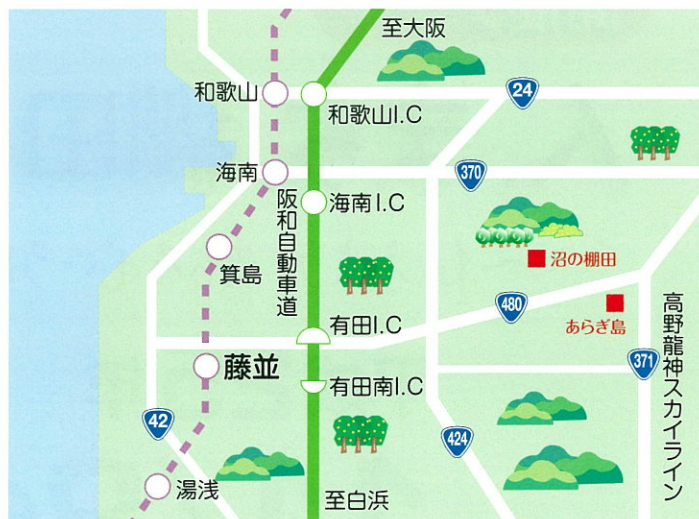 至大阪
和歌山
和歌山I.C
24
海南
370
阪和自動車道
海南I.C
箕島
沼の棚田
480
あらぎ島
有田I.C
高野龍神スカイライン
藤並
371
有田南I.C
42
424
湯浅
至白浜